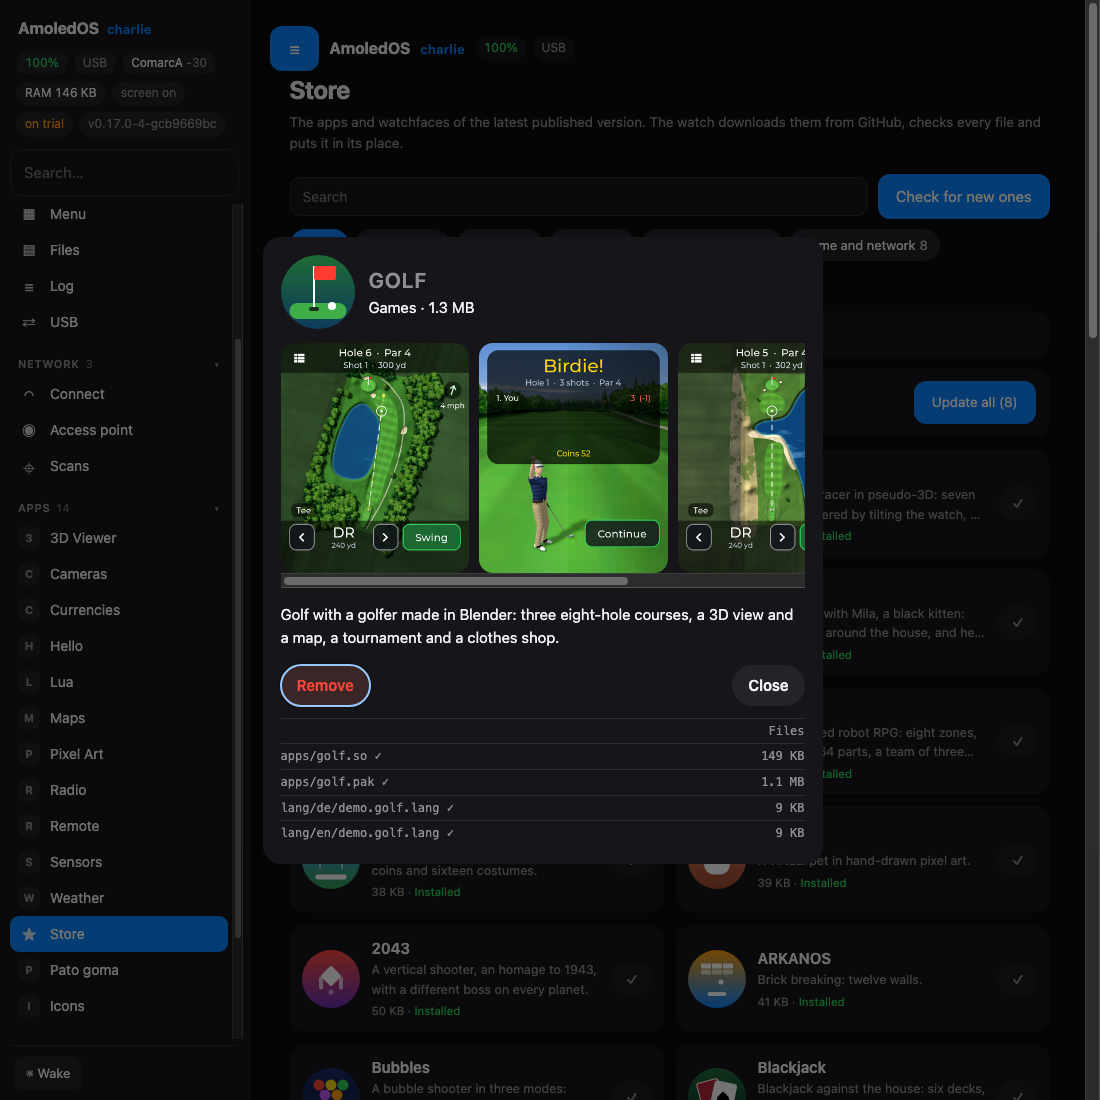 AmoledOS charlie
100% USB ComarcA -30
RAM 146 KB screen on
on trial v0.17.0-4-gcb9669bc
Search...
Menu
Files
Log
USB
NETWORK 3
Connect
Access point
Scans
APPS 14
3 3D Viewer
C Cameras
C Currencies
H Hello
L Lua
M Maps
P Pixel Art
R Radio
R Remote
S Sensors
W Weather
Store
P Pato goma
I Icons
Wake
AmoledOS charlie 100% USB
Store
The apps and watchfaces of the latest published version. The watch downloads them from GitHub, checks every file and
puts it in its place.
Search
Check for new ones
me and network 8
Update all (8)
GOLF
Games · 1.3 MB
Hole 6 · Par 4
Shot 1 · 300 yd
4 mph
Tee
DR
240 yd
Swing
Birdie!
Hole 1 · 3 shots · Par 4
1. You 3 (-1)
Coins 52
Continue
Hole 5 · Par 4
Shot 1 · 302 yd
Tee
DR
240 yd
Golf with a golfer made in Blender: three eight-hole courses, a 3D view and
a map, a tournament and a clothes shop.
Remove
Close
Files
apps/golf.so ✓ 149 KB
apps/golf.pak ✓ 1.1 MB
lang/de/demo.golf.lang ✓ 9 KB
lang/en/demo.golf.lang ✓ 9 KB
racer in pseudo-3D: seven
ered by tilting the watch, ...
alled
with Mila, a black kitten:
around the house, and he...
talled
ed robot RPG: eight zones,
64 parts, a team of three...
talled
coins and sixteen costumes.
38 KB · Installed
pet in hand-drawn pixel art.
39 KB · Installed
2043
A vertical shooter, an homage to 1943,
with a different boss on every planet.
50 KB · Installed
ARKANOS
Brick breaking: twelve walls.
41 KB · Installed
Bubbles
A bubble shooter in three modes:
Blackjack
Blackjack against the house: six decks,